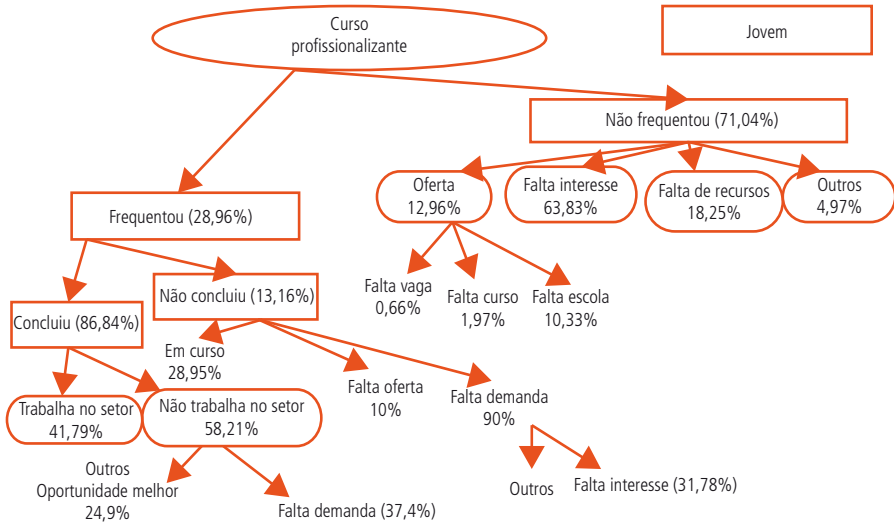 Curso
profissionalizante
Jovem
Não frequentou (71,04%)
Oferta
12,96%
Falta interesse
63,83%
Falta de recursos
18,25%
Outros
4,97%
Frequentou (28,96%)
Falta vaga
0,66%
Falta curso
1,97%
Falta escola
10,33%
Não concluiu (13,16%)
Concluiu (86,84%)
Em curso
28,95%
Falta oferta
10%
Falta demanda
90%
Trabalha no setor
41,79%
Não trabalha no setor
58,21%
Outros
Oportunidade melhor
24,9%
Falta demanda (37,4%)
Outros
Falta interesse (31,78%)